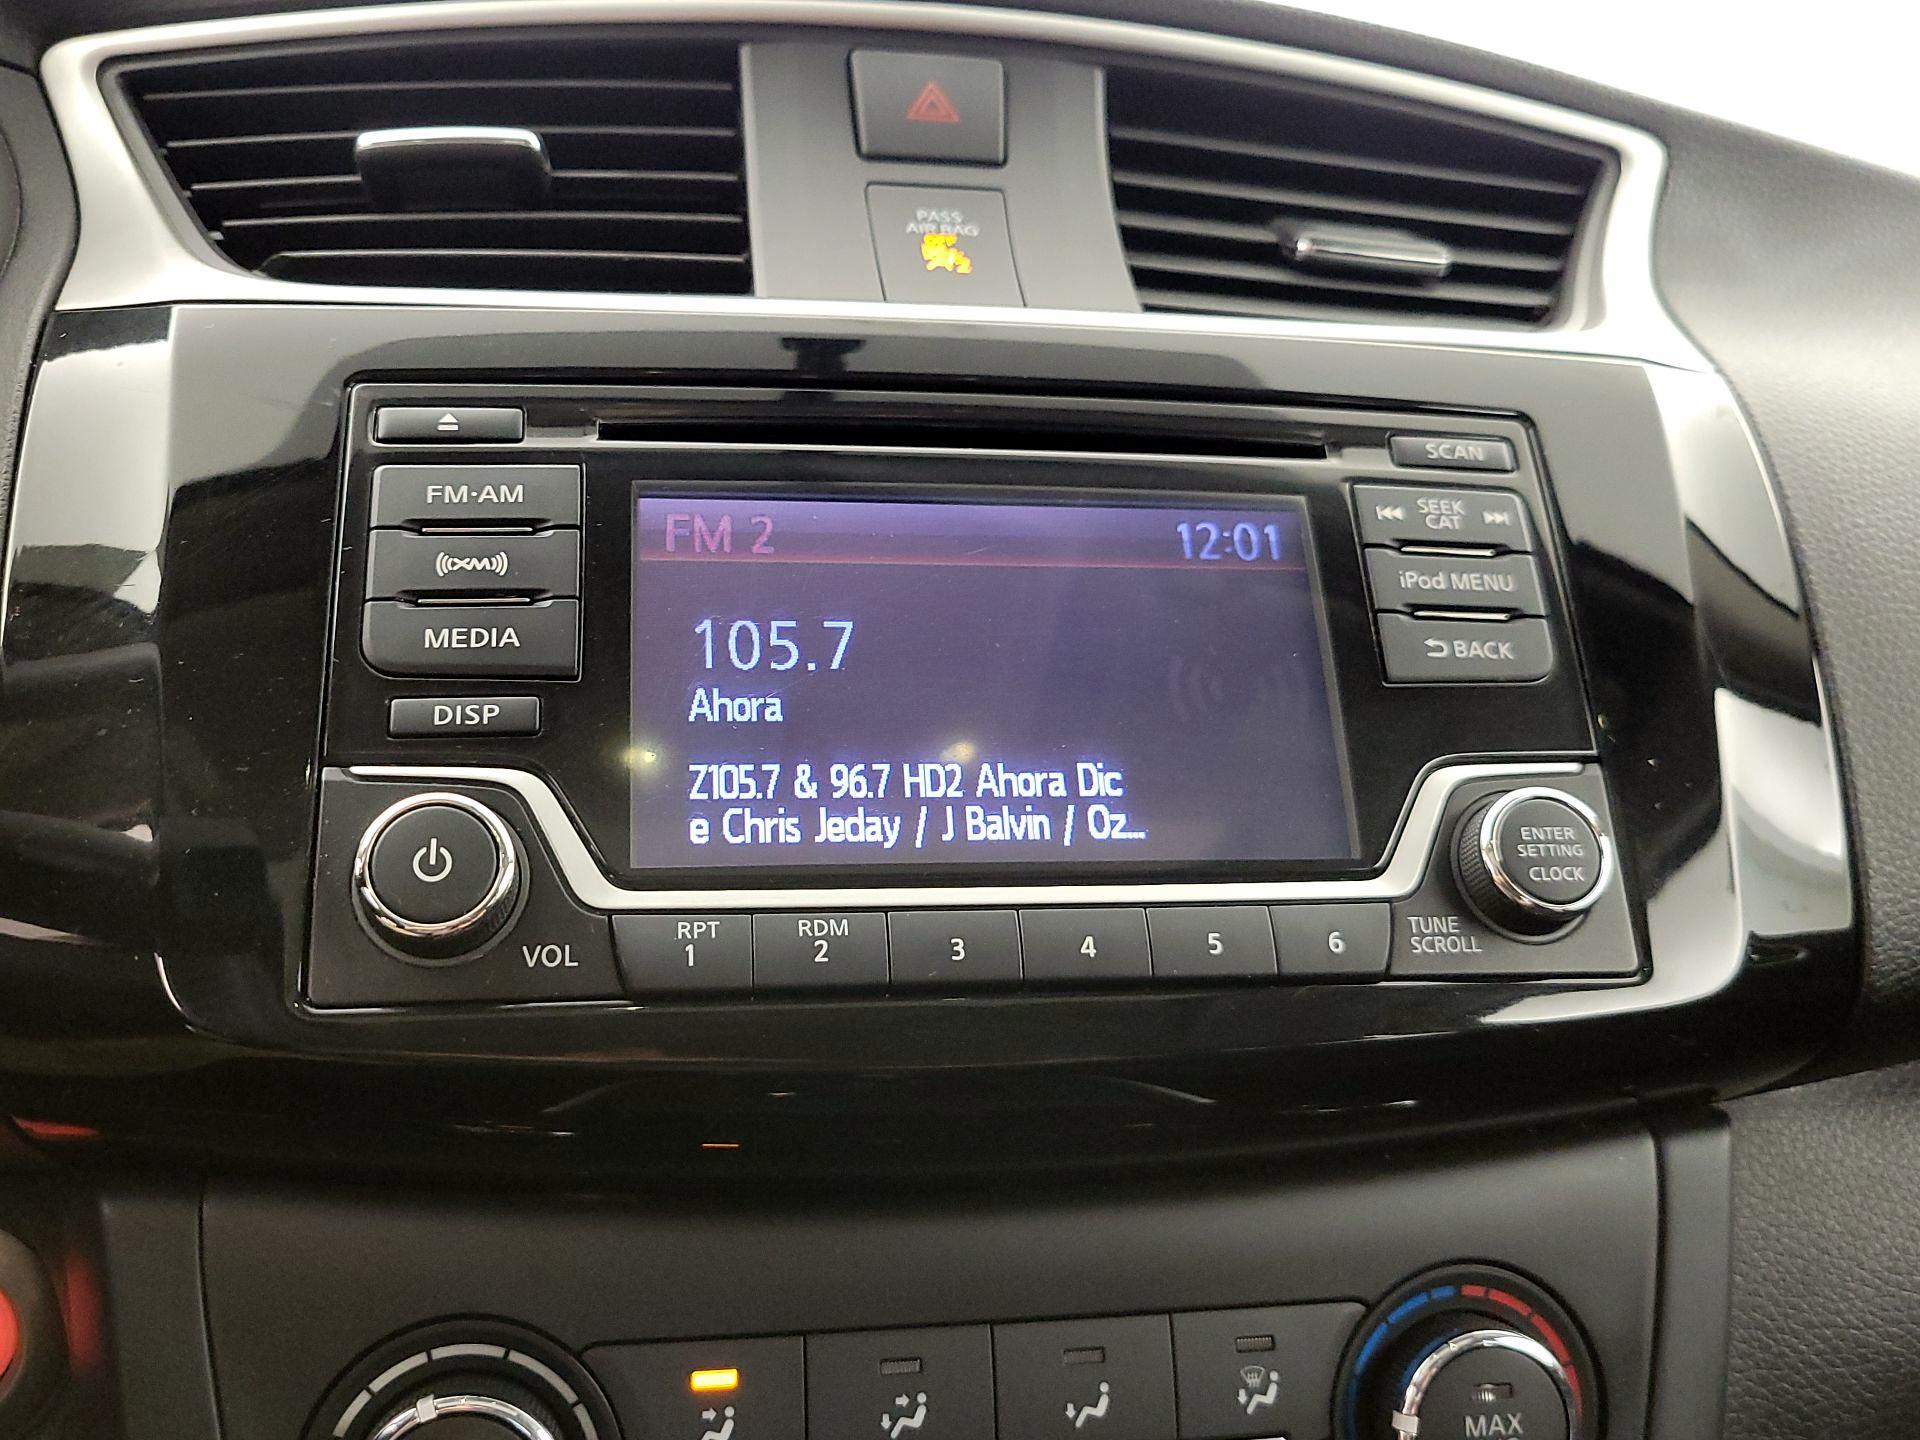 PASS
AIR BAG
OFF
SCAN
FM·AM
SEEK
CAT
XM
iPod MENU
MEDIA
BACK
DISP
FM 2 12:01
105.7
Ahora
Z105.7 & 96.7 HD2 Ahora Dic
e Chris Jeday / J Balvin / Oz...
VOL
RPT
1
RDM
2
3
4
5
6
TUNE
SCROLL
ENTER
SETTING
CLOCK
MAX